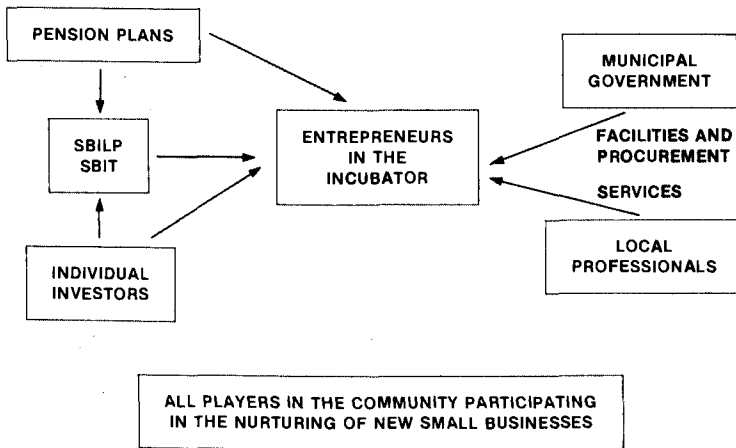 PENSION PLANS
SBILP
SBIT
INDIVIDUAL
INVESTORS
ENTREPRENEURS
IN THE
INCUBATOR
MUNICIPAL
GOVERNMENT
FACILITIES AND
PROCUREMENT
SERVICES
LOCAL
PROFESSIONALS
ALL PLAYERS IN THE COMMUNITY PARTICIPATING
IN THE NURTURING OF NEW SMALL BUSINESSES